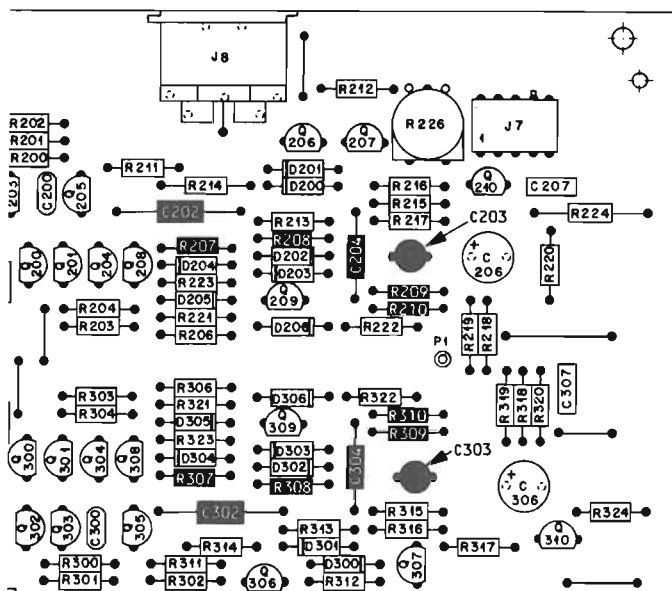 J8
R212
R202
R201
R200
Q 206
Q 207
R226
J7
1
203
C200
Q 205
R211
R214
D201
D200
R216
R215
R217
Q 210
C207
C202
R213
R207
R208
C204
C203
R224
Q 200
Q 201
Q 204
Q 208
D204
D202
D203
+
C 206
R220
R223
D205
Q 209
R209
R210
R204
R203
R221
R206
D206
R222
P1
R219
R218
R303
R304
R306
R321
D305
R323
D304
R307
D306
Q 309
D303
D302
R308
R322
R310
R309
C304
C303
R319
R318
R320
C307
Q 300
Q 301
Q 304
Q 308
+
C 306
C302
Q 302
Q 303
C300
Q 305
R313
D301
R315
R316
R324
R314
R317
Q 310
R300
R301
R311
R302
Q 306
D300
R312
Q 307